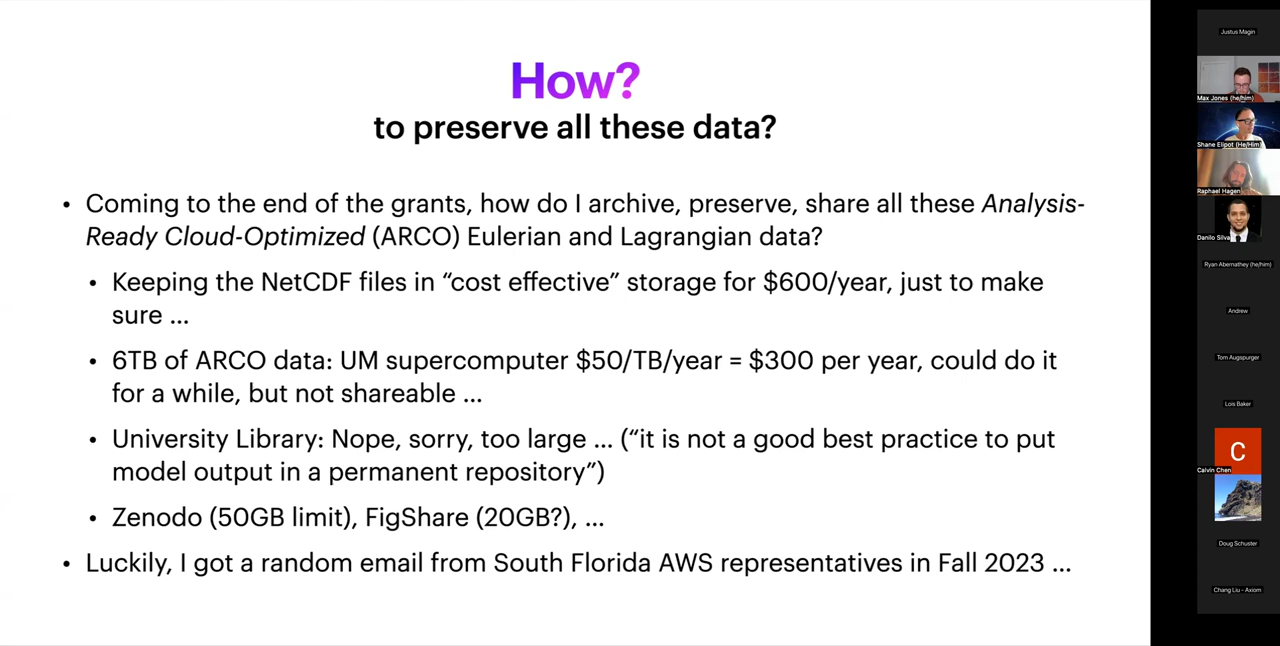 How?
to preserve all these data?
• Coming to the end of the grants, how do I archive, preserve, share all these Analysis-
Ready Cloud-Optimized (ARCO) Eulerian and Lagrangian data?
• Keeping the NetCDF files in “cost effective” storage for $600/year, just to make
sure ...
• 6TB of ARCO data: UM supercomputer $50/TB/year = $300 per year, could do it
for a while, but not shareable ...
• University Library: Nope, sorry, too large ... (“it is not a good best practice to put
model output in a permanent repository”)
• Zenodo (50GB limit), FigShare (20GB?), ...
• Luckily, I got a random email from South Florida AWS representatives in Fall 2023 ...
Justus Magin
Max Jones (he/him)
Shane Elipot (He/Him)
Raphael Hagen
Danilo Silva
Ryan Abernathey (he/him)
Andrew
Tom Augspurger
Lois Baker
C
Calvin Chen
Doug Schuster
Chang Liu - Axiom